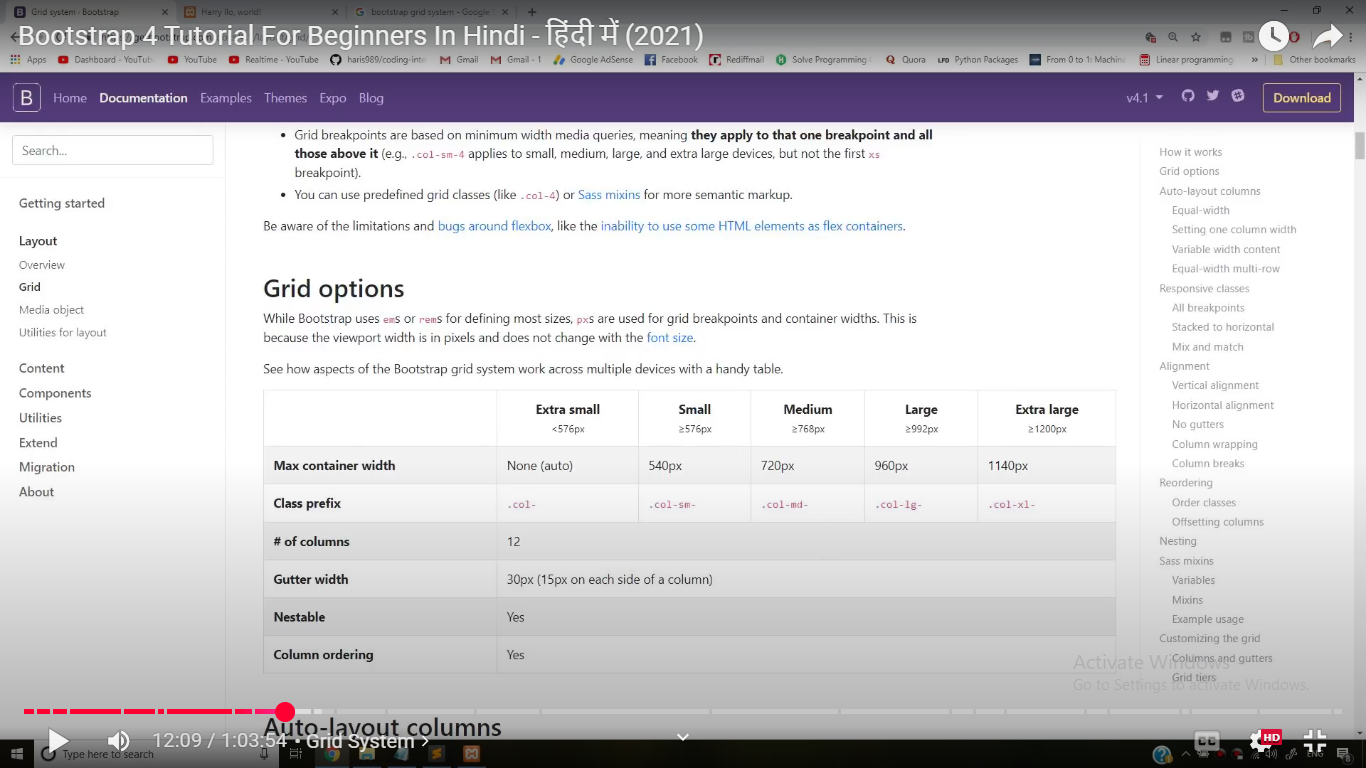 Grid system · Bootstrap
Harry Ilo, world!
bootstrap grid system - Google
Bootstrap 4 Tutorial For Beginners In Hindi - हिंदी में (2021)
Apps
Dashboard - YouTub
YouTube
Realtime - YouTube
haris989/coding-inte
Gmail
Gmail - 1
Google AdSense
Facebook
Rediffmail
Solve Programming
Quora
Python Packages
From 0 to 1: Machin
Linear programming
»
Other bookmarks
B
Home
Documentation
Examples
Themes
Expo
Blog
v4.1
Download
Search...
Getting started
Layout
Overview
Grid
Media object
Utilities for layout
Content
Components
Utilities
Extend
Migration
About
• Grid breakpoints are based on minimum width media queries, meaning they apply to that one breakpoint and all
those above it (e.g., .col-sm-4 applies to small, medium, large, and extra large devices, but not the first xs
breakpoint).
• You can use predefined grid classes (like .col-4) or Sass mixins for more semantic markup.
Be aware of the limitations and bugs around flexbox, like the inability to use some HTML elements as flex containers.
Grid options
While Bootstrap uses ems or rems for defining most sizes, pxs are used for grid breakpoints and container widths. This is
because the viewport width is in pixels and does not change with the font size.
See how aspects of the Bootstrap grid system work across multiple devices with a handy table.
Extra small Small Medium Large Extra large
<576px ≥576px ≥768px ≥992px ≥1200px
Max container width None (auto) 540px 720px 960px 1140px
Class prefix .col- .col-sm- .col-md- .col-lg- .col-xl-
# of columns 12
Gutter width 30px (15px on each side of a column)
Nestable Yes
Column ordering Yes
Auto-layout columns
How it works
Grid options
Auto-layout columns
Equal-width
Setting one column width
Variable width content
Equal-width multi-row
Responsive classes
All breakpoints
Stacked to horizontal
Mix and match
Alignment
Vertical alignment
Horizontal alignment
No gutters
Column wrapping
Column breaks
Reordering
Order classes
Offsetting columns
Nesting
Sass mixins
Variables
Mixins
Example usage
Customizing the grid
Columns and gutters
Grid tiers
Activate Windows
Go to Settings to activate Windows.
12:09 / 1:03:54 • Grid System
Type here to search
CC
HD
ENG